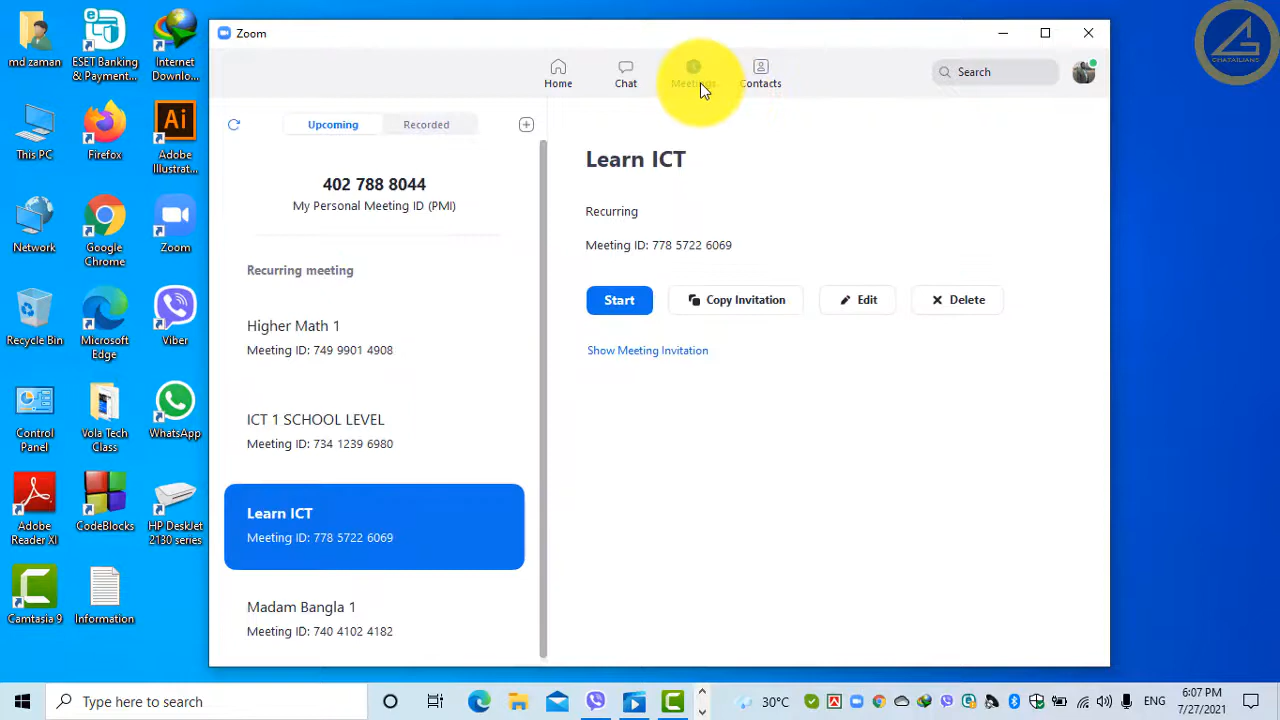 md zaman
ESET Banking
& Payment...
Internet
Downlo...
This PC
Firefox
Adobe
Illustrat...
Network
Google
Chrome
Zoom
Recycle Bin
Microsoft
Edge
Viber
Control
Panel
Vola Tech
Class
WhatsApp
Adobe
Reader XI
CodeBlocks
HP DeskJet
2130 series
Camtasia 9
Information
Zoom
Home
Chat
Meetings
Contacts
Search
Upcoming
Recorded
402 788 8044
My Personal Meeting ID (PMI)
Recurring meeting
Higher Math 1
Meeting ID: 749 9901 4908
ICT 1 SCHOOL LEVEL
Meeting ID: 734 1239 6980
Learn ICT
Meeting ID: 778 5722 6069
Madam Bangla 1
Meeting ID: 740 4102 4182
Learn ICT
Recurring
Meeting ID: 778 5722 6069
Start
Copy Invitation
Edit
Delete
Show Meeting Invitation
CHATAILIANS
Type here to search
30°C
ENG
6:07 PM
7/27/2021